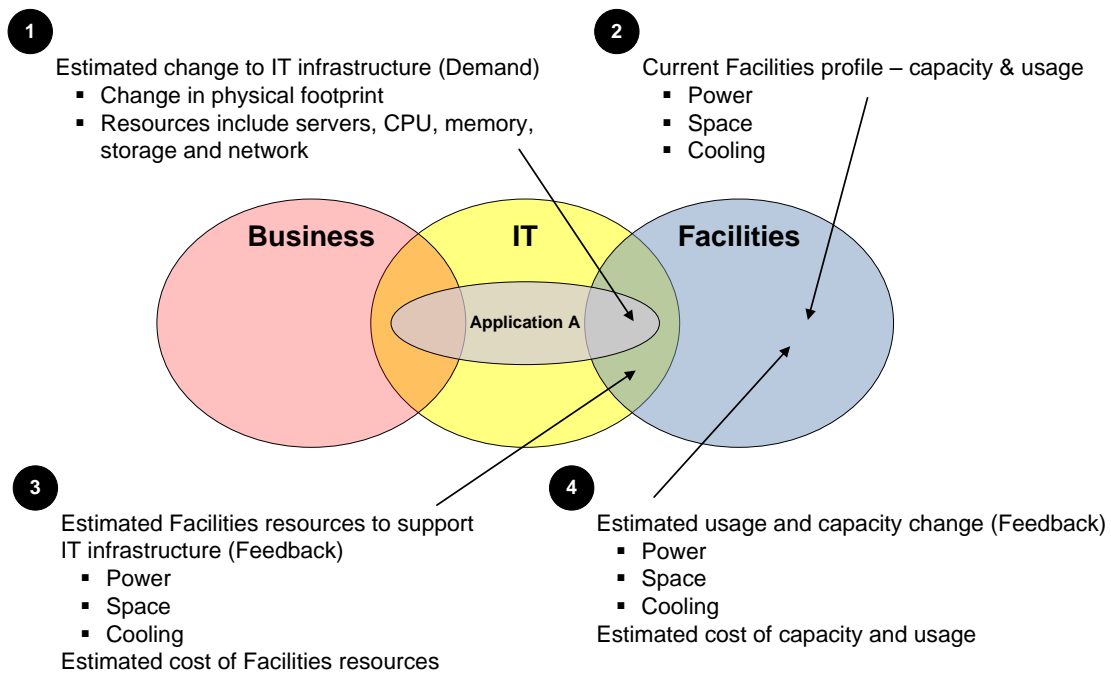 1
Estimated change to IT infrastructure (Demand)
▪ Change in physical footprint
▪ Resources include servers, CPU, memory,
storage and network
2
Current Facilities profile – capacity & usage
▪ Power
▪ Space
▪ Cooling
Business
IT
Facilities
Application A
3
Estimated Facilities resources to support
IT infrastructure (Feedback)
▪ Power
▪ Space
▪ Cooling
Estimated cost of Facilities resources
4
Estimated usage and capacity change (Feedback)
▪ Power
▪ Space
▪ Cooling
Estimated cost of capacity and usage